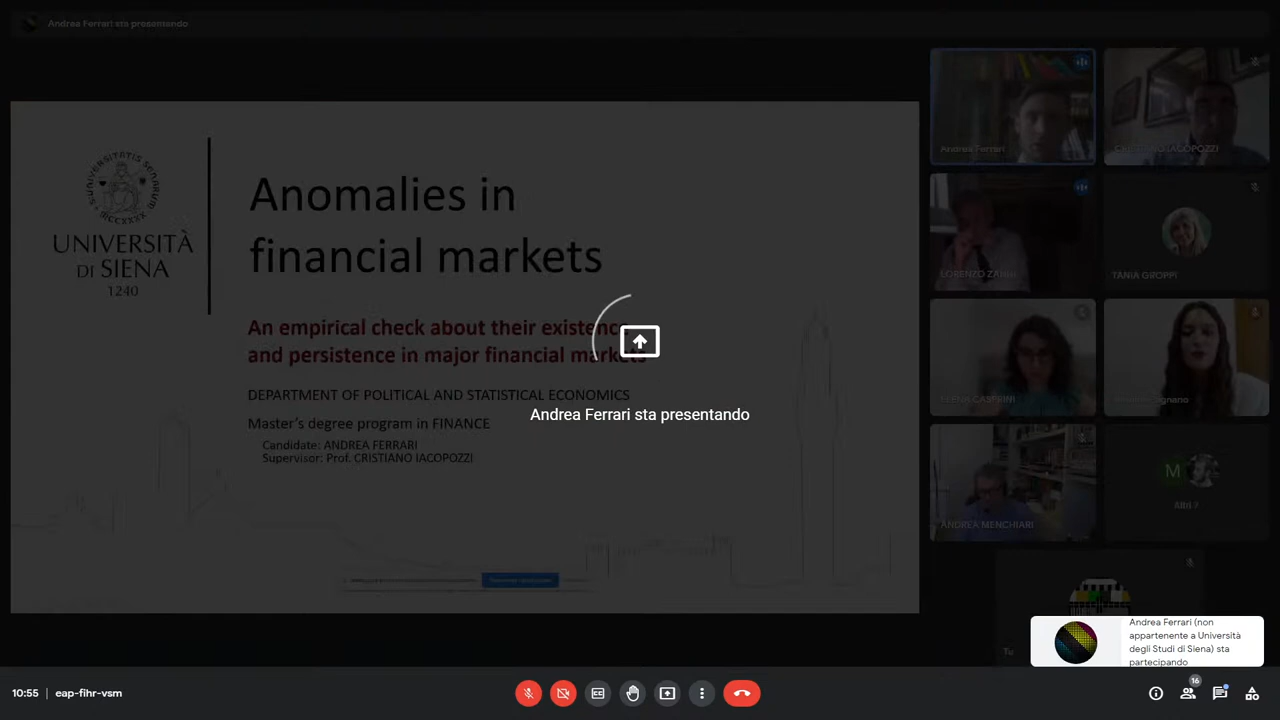 Andrea Ferrari sta presentando
UNIVERSITÀ
DI SIENA
1240
Anomalies in
financial markets
An empirical check about their existence
and persistence in major financial markets
DEPARTMENT OF POLITICAL AND STATISTICAL ECONOMICS
Master's degree program in FINANCE
Candidate: ANDREA FERRARI
Supervisor: Prof. CRISTIANO IACOPOZZI
Andrea Ferrari sta presentando
Andrea Ferrari
CRISTIANO IACOPOZZI
LORENZO
TANIA GROPPI
ANDREA MENCHIARI
M
Altri 7
Tu
Andrea Ferrari (non
appartenente a Università
degli Studi di Siena) sta
partecipando
10:55
eap-fihr-vsm
16